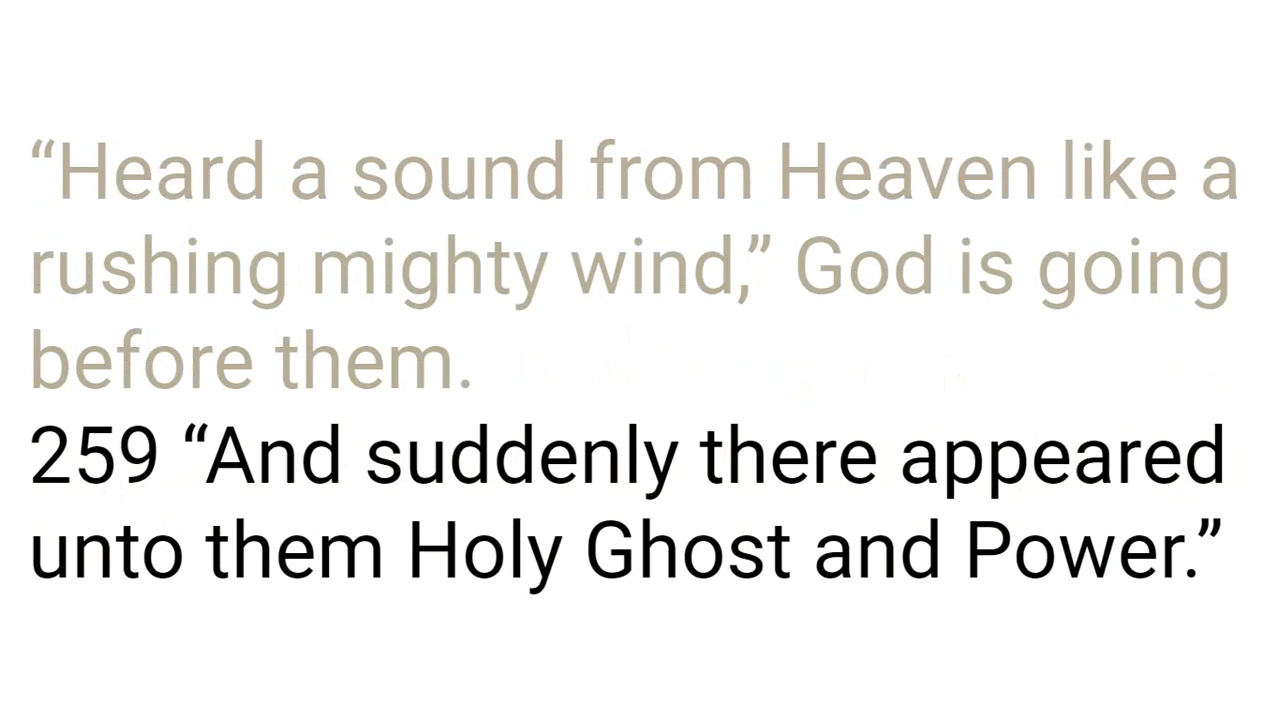 “Heard a sound from Heaven like a
rushing mighty wind,” God is going
before them.
259 “And suddenly there appeared
unto them Holy Ghost and Power.”